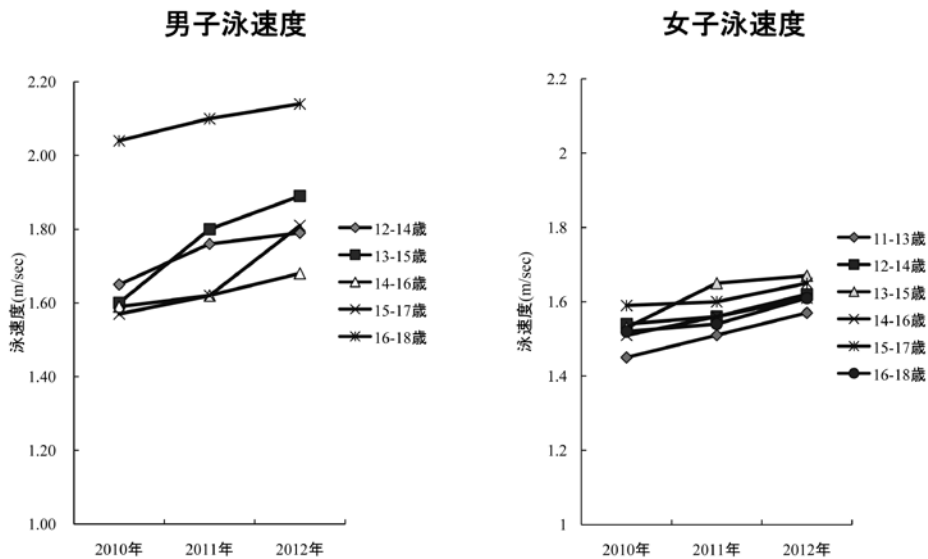 男子泳速度
泳速度(m/sec)
2.20
2.00
1.80
1.60
1.40
1.20
1.00
2010年 2011年 2012年
12-14歳
13-15歳
14-16歳
15-17歳
16-18歳
女子泳速度
泳速度(m/sec)
2.2
2
1.8
1.6
1.4
1.2
1
2010年 2011年 2012年
11-13歳
12-14歳
13-15歳
14-16歳
15-17歳
16-18歳